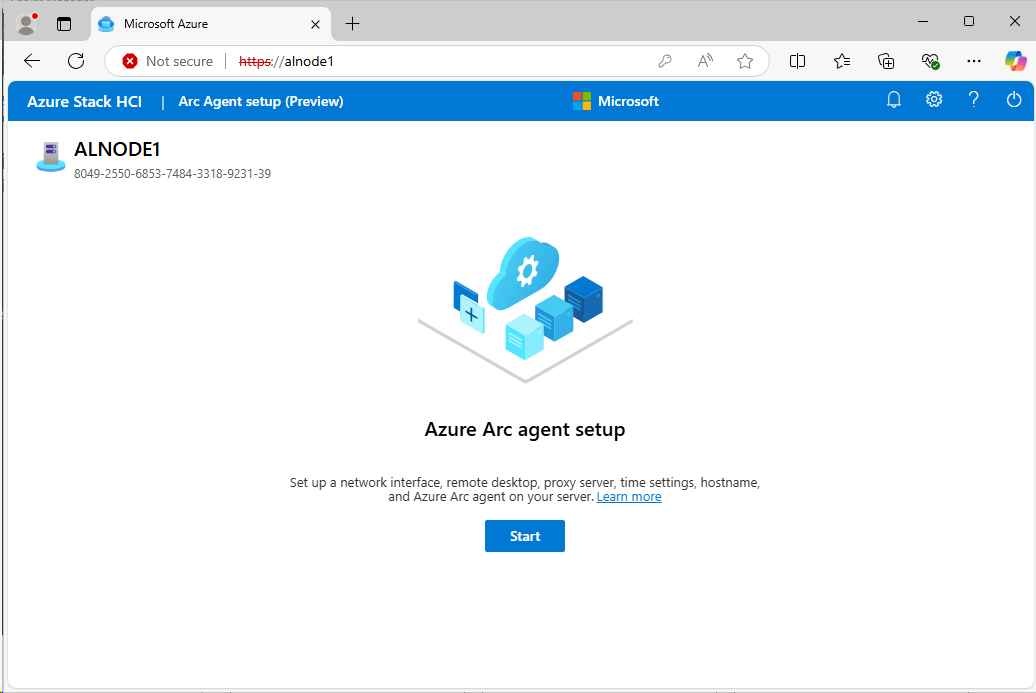 Microsoft Azure
Not secure
https://alnode1
Azure Stack HCI | Arc Agent setup (Preview)
Microsoft
ALNODE1
8049-2550-6853-7484-3318-9231-39
Azure Arc agent setup
Set up a network interface, remote desktop, proxy server, time settings, hostname,
and Azure Arc agent on your server. Learn more
Start